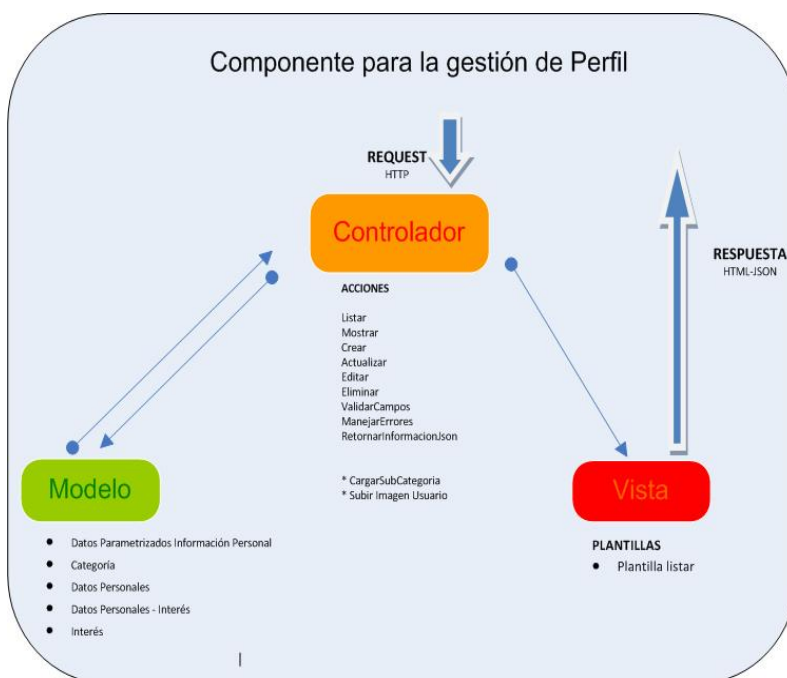 Componente para la gestión de Perfil
REQUEST
HTTP
Controlador
RESPUESTA
HTML-JSON
ACCIONES
Listar
Mostrar
Crear
Actualizar
Editar
Eliminar
ValidarCampos
ManejarErrores
RetornarInformacionJson
* CargarSubCategoria
* Subir Imagen Usuario
Modelo
• Datos Parametrizados Información Personal
• Categoría
• Datos Personales
• Datos Personales - Interés
• Interés
Vista
PLANTILLAS
• Plantilla listar